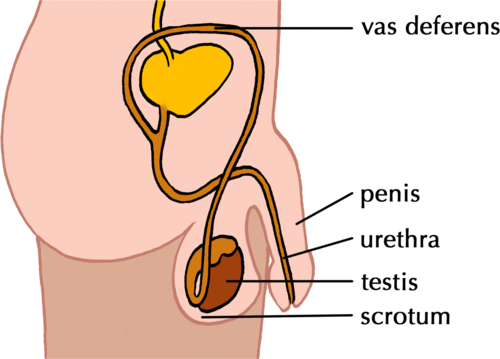 vas deferens
penis
urethra
testis
scrotum